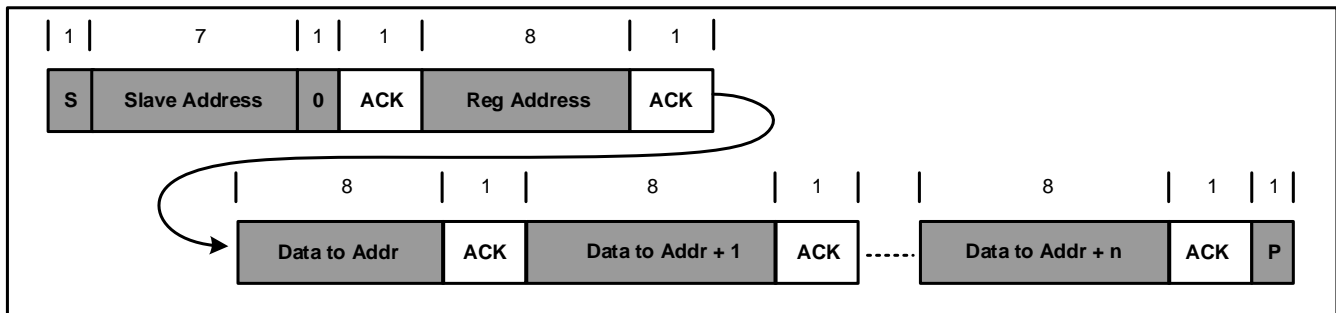 1 7 1 1 8 1
S Slave Address 0 ACK Reg Address ACK
8 1 8 1 8 1 1
Data to Addr ACK Data to Addr + 1 ACK Data to Addr + n ACK P